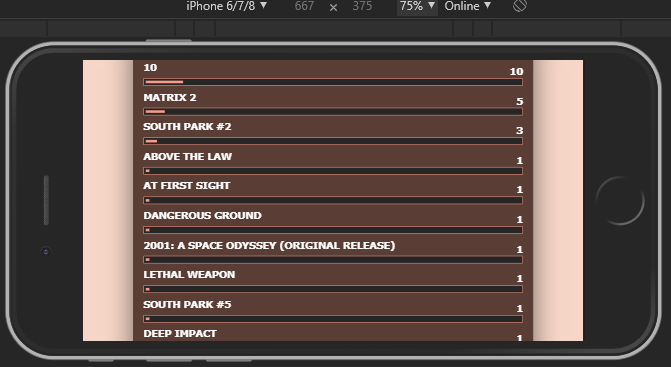 iPhone 6/7/8 ▼ 667 × 375 75% ▼ Online ▼
10 10
MATRIX 2 5
SOUTH PARK #2 3
ABOVE THE LAW 1
AT FIRST SIGHT 1
DANGEROUS GROUND 1
2001: A SPACE ODYSSEY (ORIGINAL RELEASE) 1
LETHAL WEAPON 1
SOUTH PARK #5 1
DEEP IMPACT 1